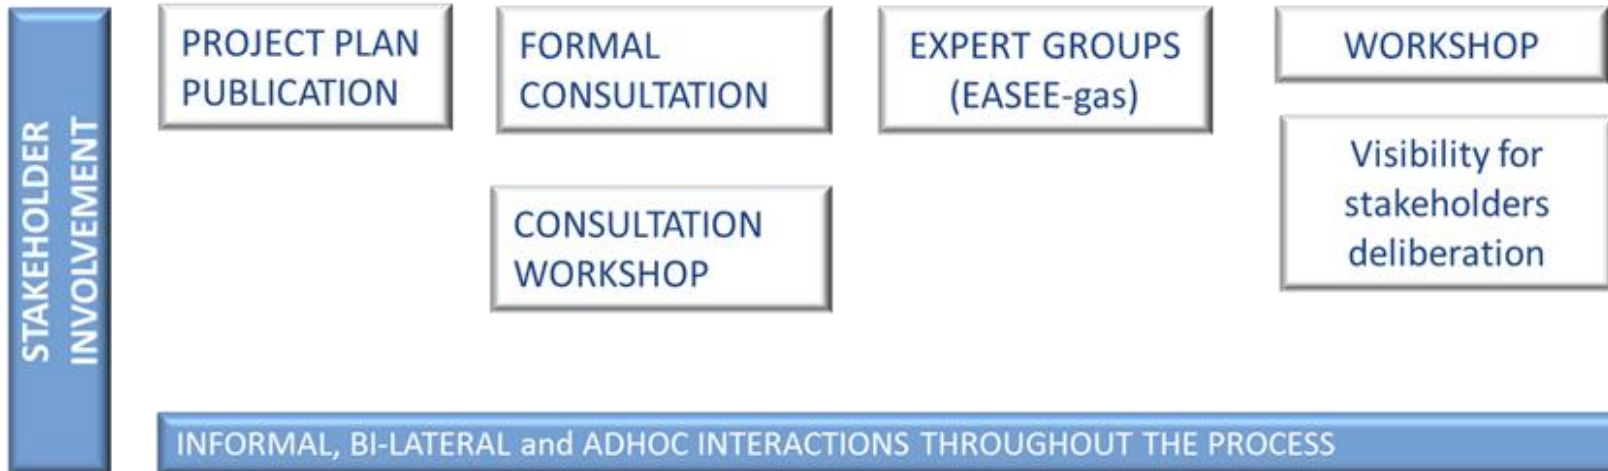 STAKEHOLDER
INVOLVEMENT
PROJECT PLAN
PUBLICATION
FORMAL
CONSULTATION
CONSULTATION
WORKSHOP
EXPERT GROUPS
(EASEE-gas)
WORKSHOP
Visibility for
stakeholders
deliberation
INFORMAL, BI-LATERAL and ADHOC INTERACTIONS THROUGHOUT THE PROCESS